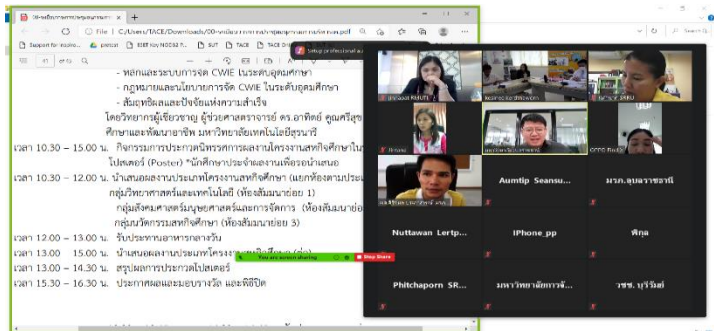 File | C:/Users/TACE/Downloads/
Support for require...
pretest
SUT
TACE
of
- หลักและระบบการจัด CWIE ในระดับอุดมศึกษา
- กฎหมายและนโยบายการจัด CWIE ในระดับอุดมศึกษา
- สัมฤทธิผลและปัจจัยแห่งความสำเร็จ
โดยวิทยากรผู้เชี่ยวชาญ ผู้ช่วยศาสตราจารย์ ดร.อาทิตย์ คูณศรีสุข
ศึกษาและพัฒนาอาชีพ มหาวิทยาลัยเทคโนโลยีสุรนารี
เวลา 10.30 – 15.00 น. กิจกรรมการประกวดนิทรรศการผลงานโครงงานสหกิจศึกษาใน
โปสเตอร์ (Poster) *นักศึกษาประจำผลงานเพื่อรอนำเสนอ
เวลา 10.30 – 12.00 น. นำเสนอผลงานประเภทโครงงานสหกิจศึกษา (แยกห้องตามประเ
กลุ่มวิทยาศาสตร์และเทคโนโลยี (ห้องสัมมนาย่อย 1)
กลุ่มสังคมศาสตร์มนุษยศาสตร์และการจัดการ (ห้องสัมมนาย่อ
กลุ่มนวัตกรรมสหกิจศึกษา (ห้องสัมมนาย่อย 3)
เวลา 12.00 – 13.00 น. รับประทานอาหารกลางวัน
เวลา 13.00 15.00 น. นำเสนอผลงานประเภทโครงงานสหกิจศึกษา (ต่อ)
You are screen sharing
Stop Share
เวลา 13.00 – 14.30 น. สรุปผลการประกวดโปสเตอร์
เวลา 15.30 – 16.30 น. ประกาศผลและมอบรางวัล และพิธีปิด
Aumtip Seansu...
มรภ.อุบลราชธานี
Nuttawan Lertp...
iPhone_pp
พิกุล
Phitchaporn SR...
วชช. บุรีรัมย์